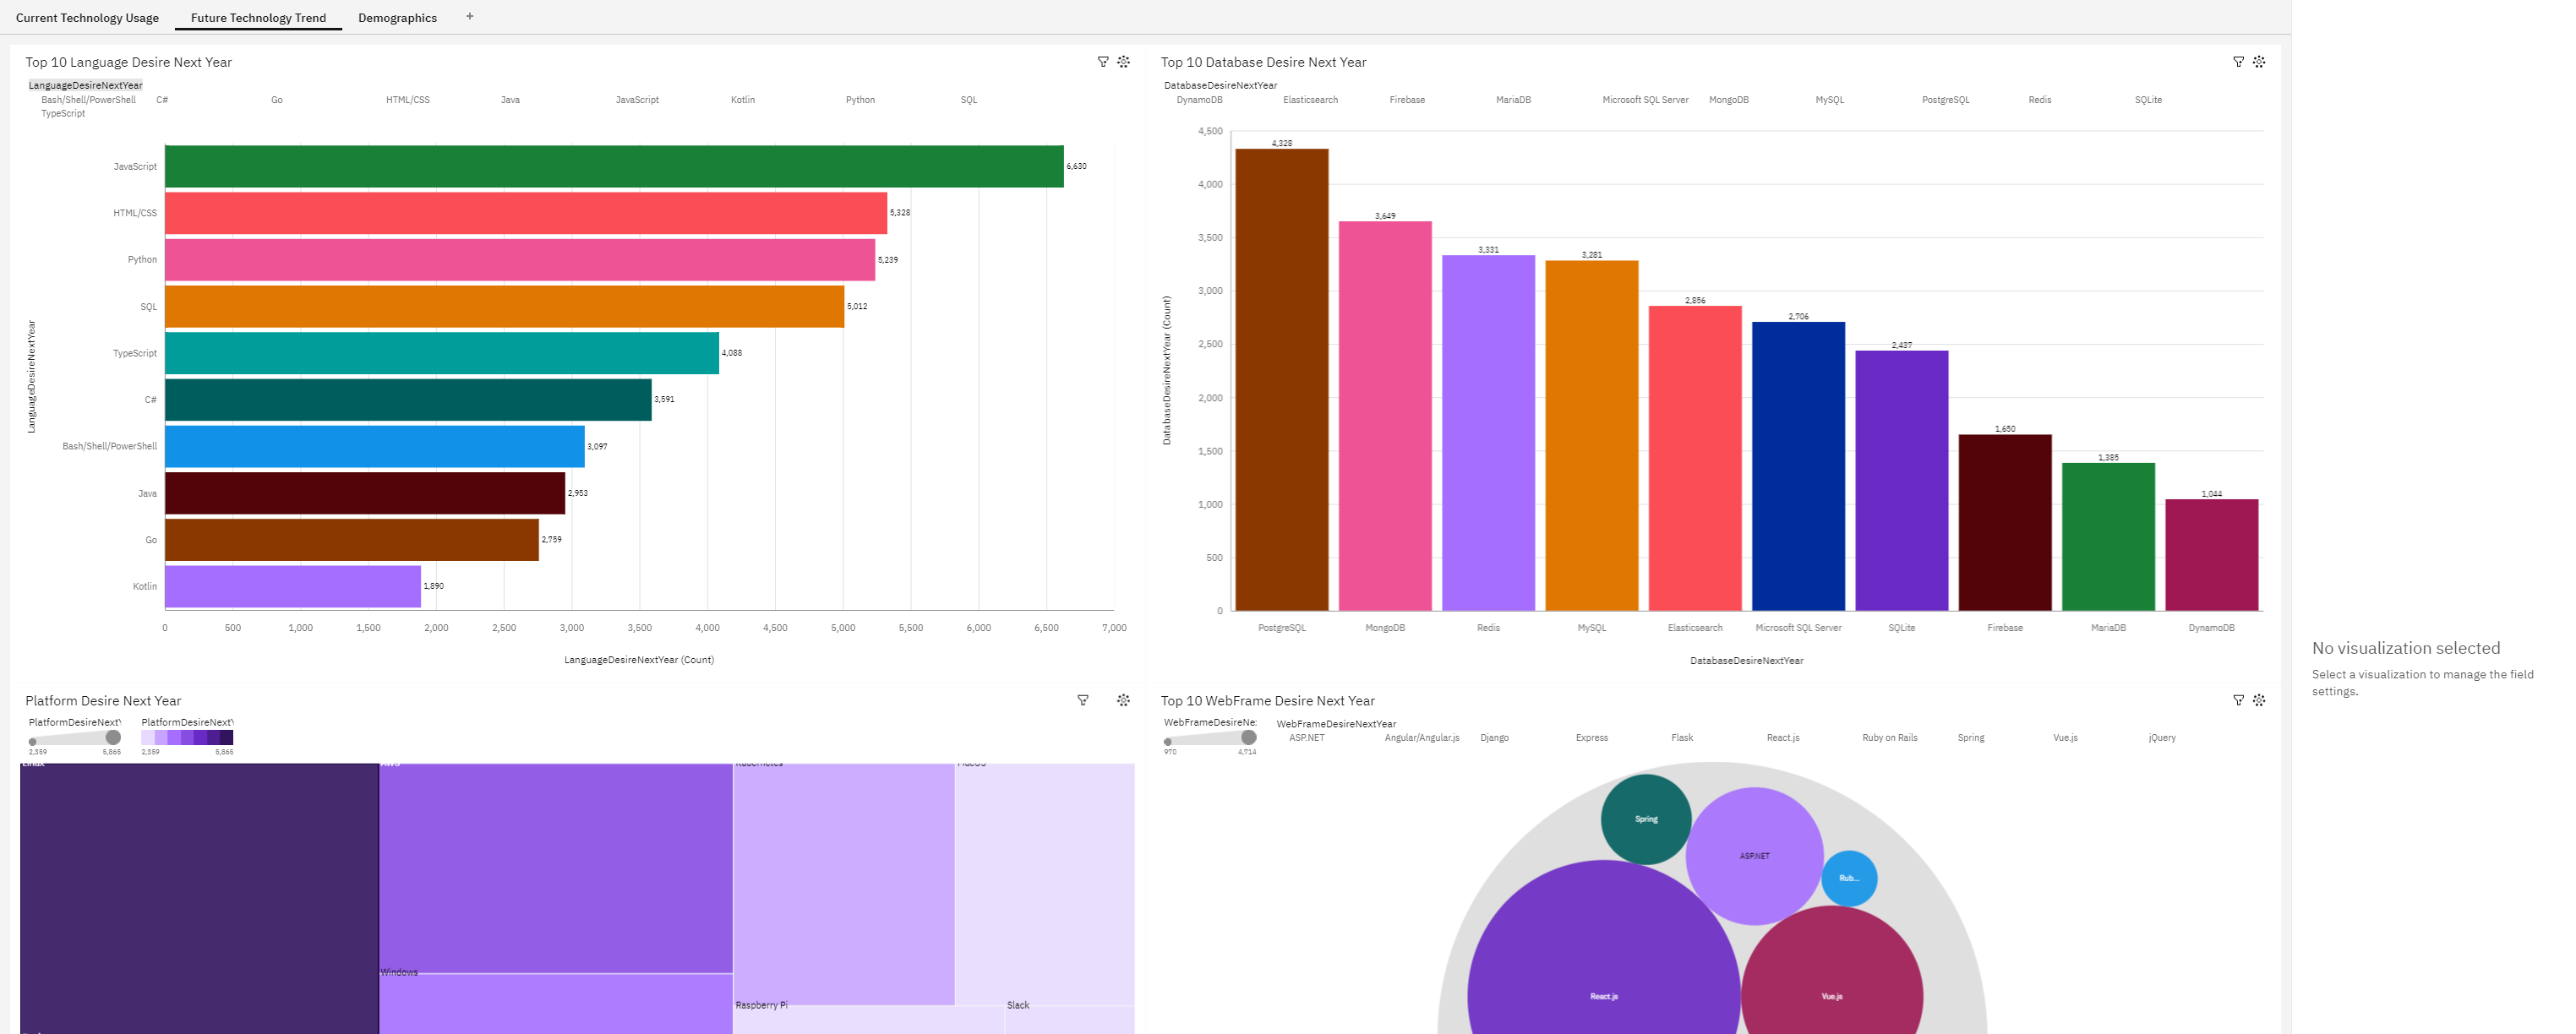 Current Technology Usage Future Technology Trend Demographics +
Top 10 Language Desire Next Year
LanguageDesireNextYear
Bash/Shell/PowerShell C# Go HTML/CSS Java JavaScript Kotlin Python SQL
TypeScript
JavaScript 6,630
HTML/CSS 5,328
Python 5,239
SQL 5,012
TypeScript 4,088
C# 3,591
Bash/Shell/PowerShell 3,097
Java 2,953
Go 2,759
Kotlin 1,890
LanguageDesireNextYear
0 500 1,000 1,500 2,000 2,500 3,000 3,500 4,000 4,500 5,000 5,500 6,000 6,500 7,000
LanguageDesireNextYear (Count)
Top 10 Database Desire Next Year
DatabaseDesireNextYear
DynamoDB Elasticsearch Firebase MariaDB Microsoft SQL Server MongoDB MySQL PostgreSQL Redis SQLite
4,500
4,000
3,500
3,000
2,500
2,000
1,500
1,000
500
0
DatabaseDesireNextYear (Count)
4,328 3,649 3,331 3,281 2,856 2,706 2,437 1,650 1,385 1,044
PostgreSQL MongoDB Redis MySQL Elasticsearch Microsoft SQL Server SQLite Firebase MariaDB DynamoDB
DatabaseDesireNextYear
Platform Desire Next Year
PlatformDesireNext PlatformDesireNext
2,359 5,865 2,359 5,865
Linux AWS Kubernetes MacOS
Windows
Raspberry Pi Slack
Top 10 WebFrame Desire Next Year
WebFrameDesireNe: WebFrameDesireNextYear
ASP.NET Angular/Angular.js Django Express Flask React.js Ruby on Rails Spring Vue.js jQuery
970 4,714
Spring
ASP.NET
Rub...
React.js Vue.js
No visualization selected
Select a visualization to manage the field
settings.